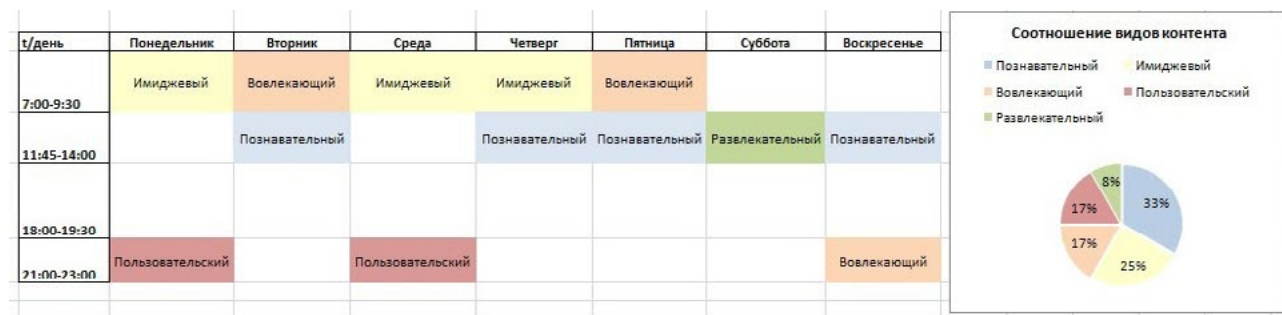 t/день Понедельник Вторник Среда Четверг Пятница Суббота Воскресенье
7:00-9:30 Имиджевый Вовлекающий Имиджевый Имиджевый Вовлекающий
11:45-14:00 Познавательный Познавательный Познавательный Развлекательный Познавательный
18:00-19:30
21:00-23:00 Пользовательский Пользовательский Вовлекающий
Соотношение видов контента
Познавательный Имиджевый
Вовлекающий Пользовательский
Развлекательный
8%
33%
17%
17%
25%